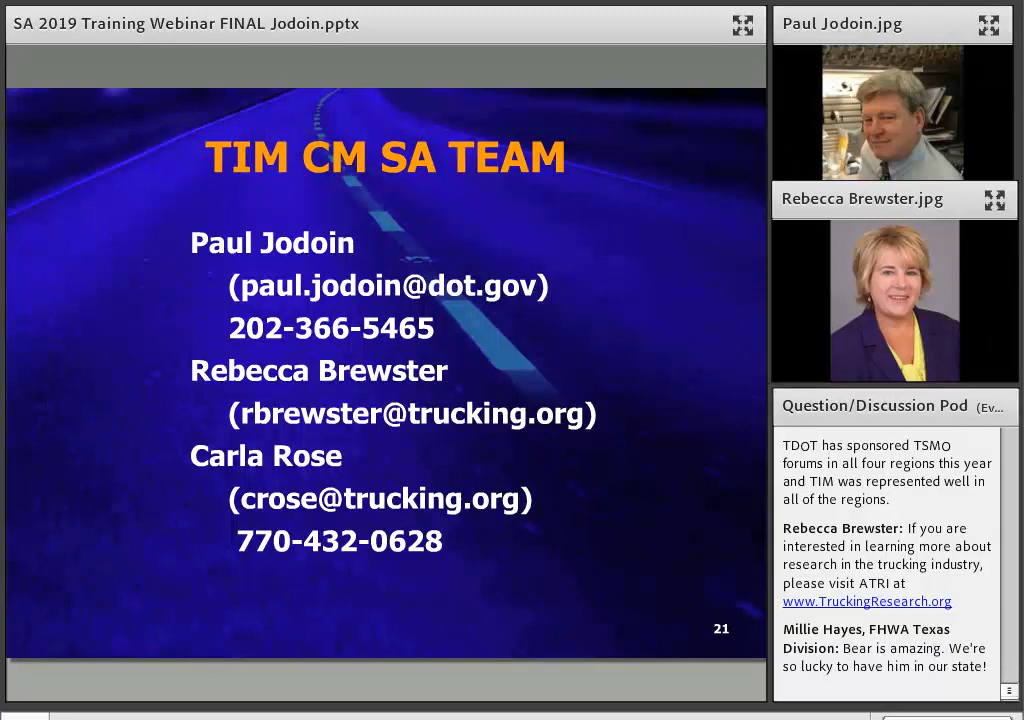 SA 2019 Training Webinar FINAL Jodoin.pptx
TIM CM SA TEAM
Paul Jodoin
(paul.jodoin@dot.gov)
202-366-5465
Rebecca Brewster
(rbrewster@trucking.org)
Carla Rose
(crose@trucking.org)
770-432-0628
21
Paul Jodoin.jpg
Rebecca Brewster.jpg
Question/Discussion Pod (Ev...
TDOT has sponsored TSMO
forums in all four regions this year
and TIM was represented well in
all of the regions.
Rebecca Brewster: If you are
interested in learning more about
research in the trucking industry,
please visit ATRI at
www.TruckingResearch.org
Millie Hayes, FHWA Texas
Division: Bear is amazing. We're
so lucky to have him in our state!